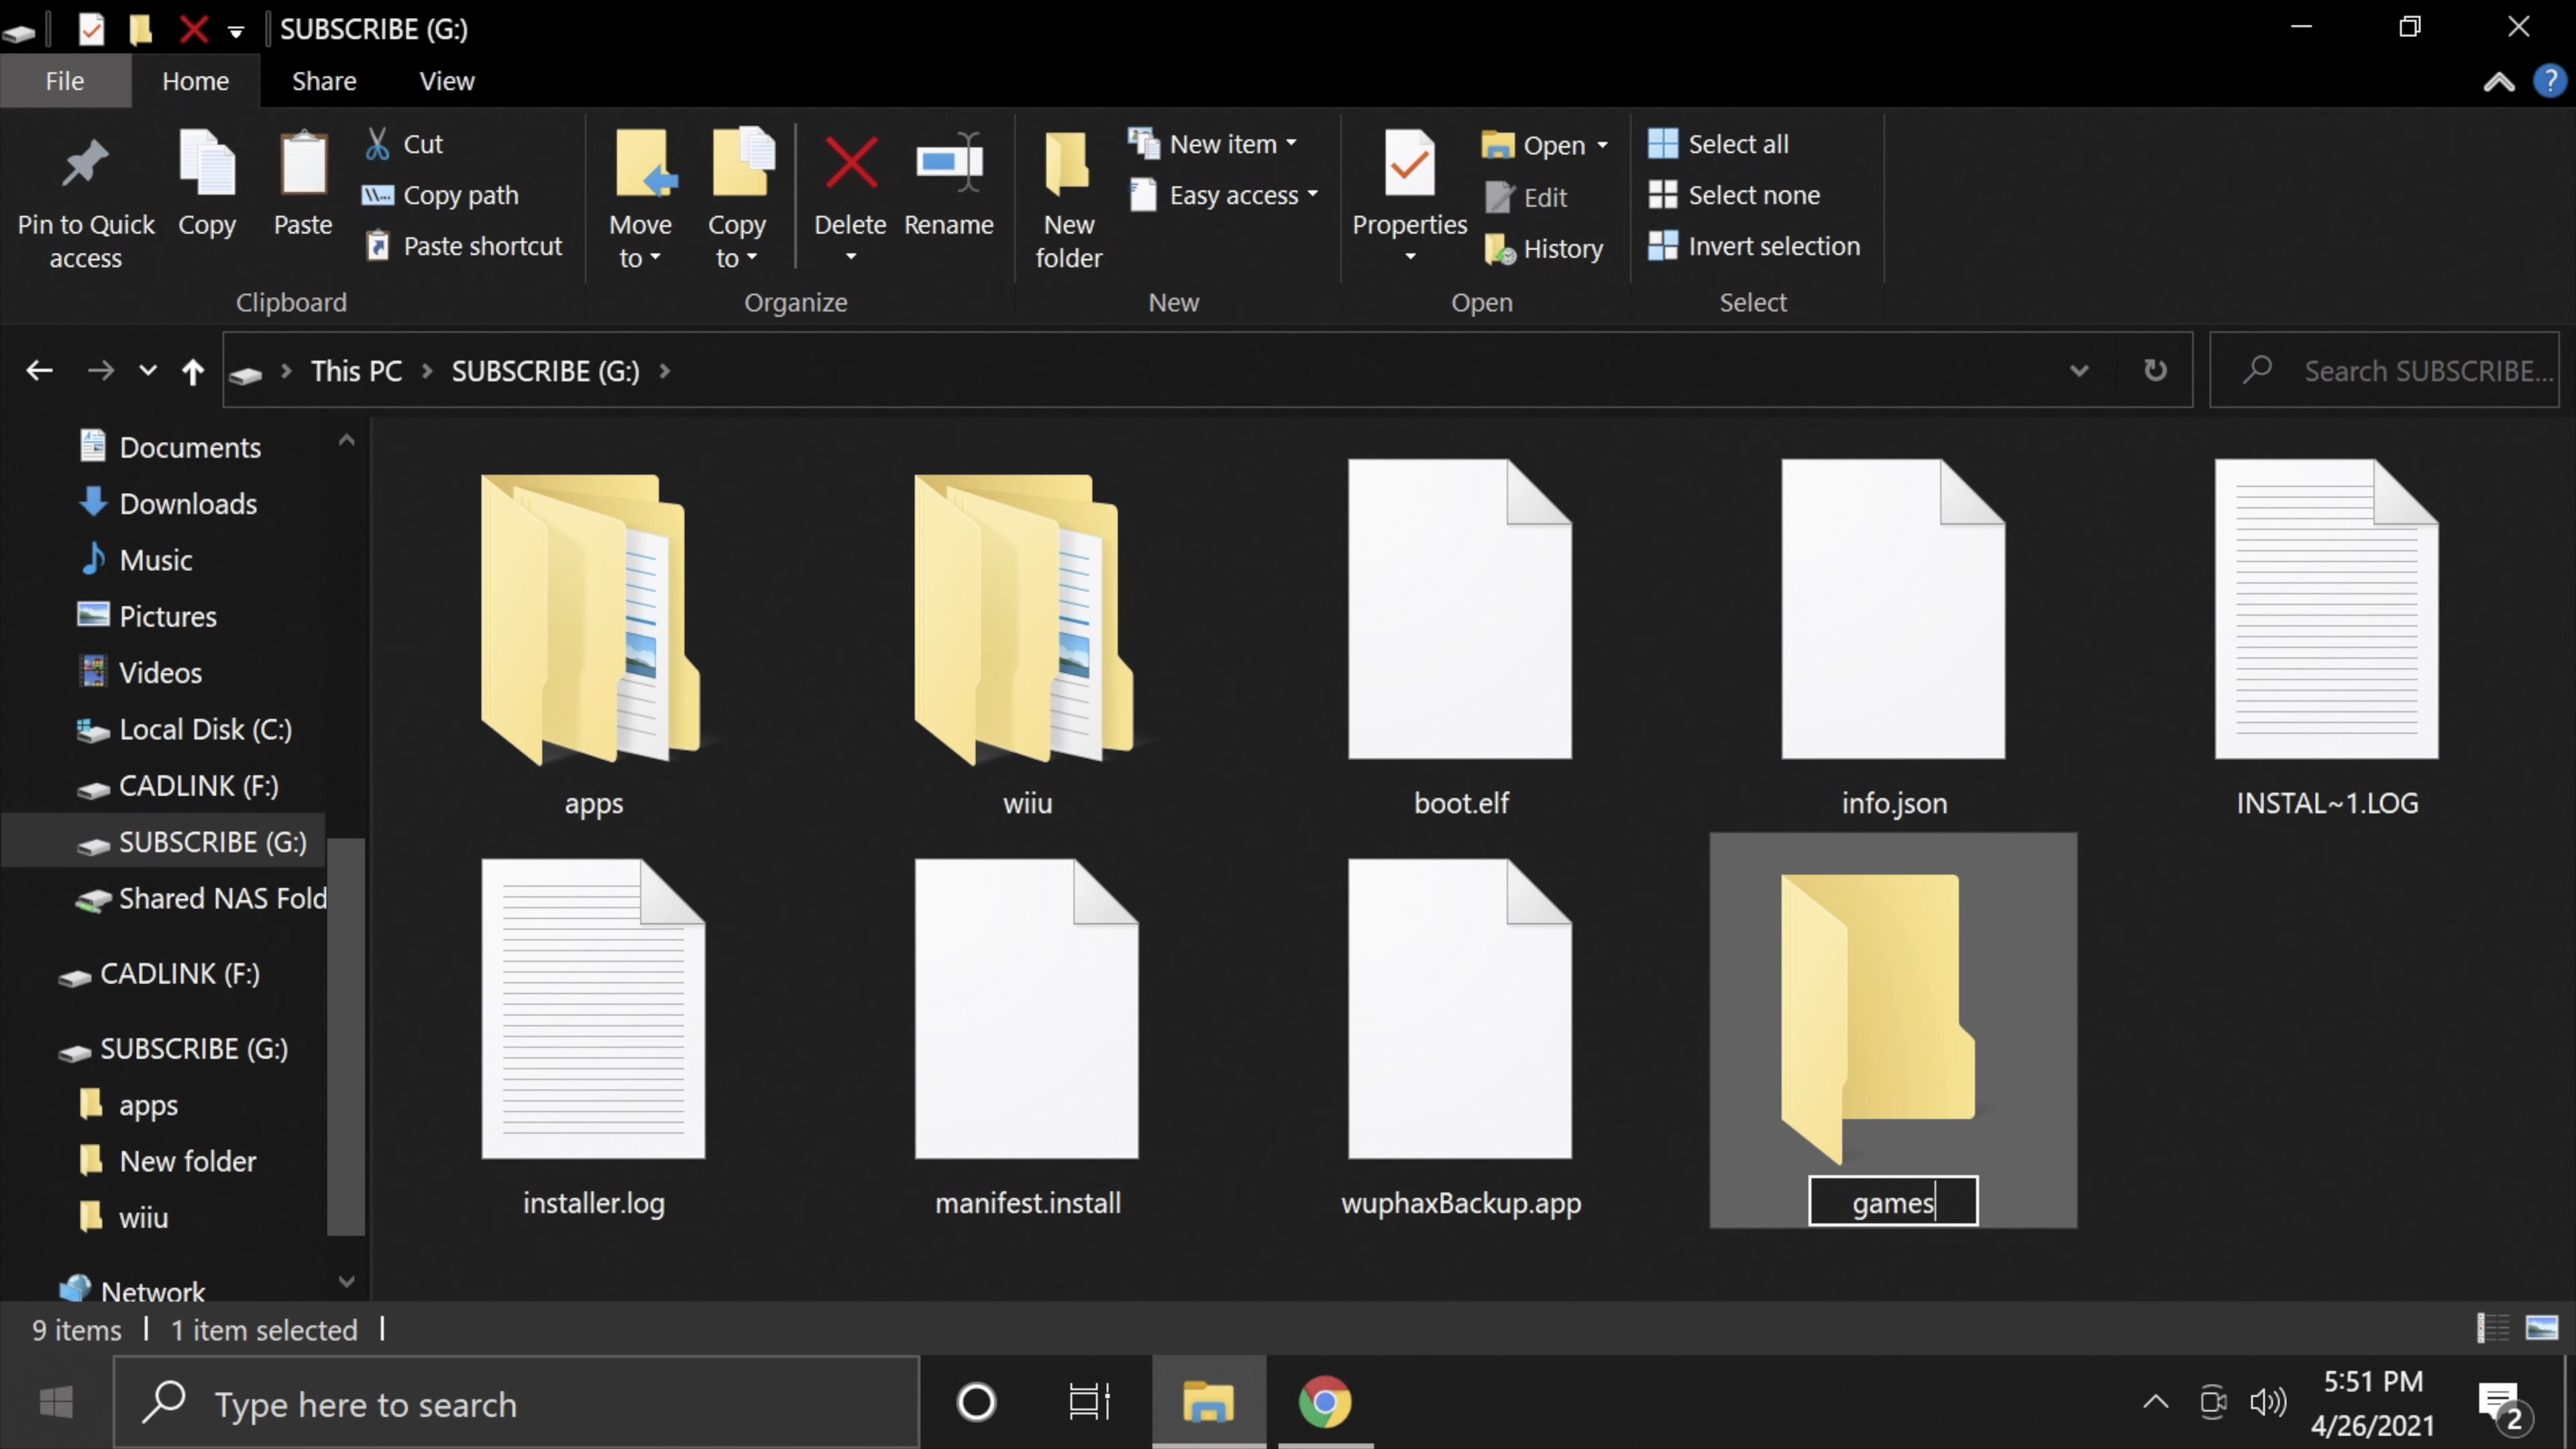 SUBSCRIBE (G:)
File Home Share View
?
Pin to Quick access
Copy
Paste
Cut
Copy path
Paste shortcut
Clipboard
Move to
Copy to
Delete
Rename
Organize
New folder
New item
Easy access
New
Properties
Open
Edit
History
Open
Select all
Select none
Invert selection
Select
This PC SUBSCRIBE (G:)
Search SUBSCRIBE...
Documents
Downloads
Music
Pictures
Videos
Local Disk (C:)
CADLINK (F:)
SUBSCRIBE (G:)
Shared NAS Fold
CADLINK (F:)
SUBSCRIBE (G:)
apps
New folder
wiiu
Network
apps
wiiu
boot.elf
info.json
INSTAL~1.LOG
installer.log
manifest.install
wuphaxBackup.app
games
9 items
1 item selected
Type here to search
5:51 PM
4/26/2021
2